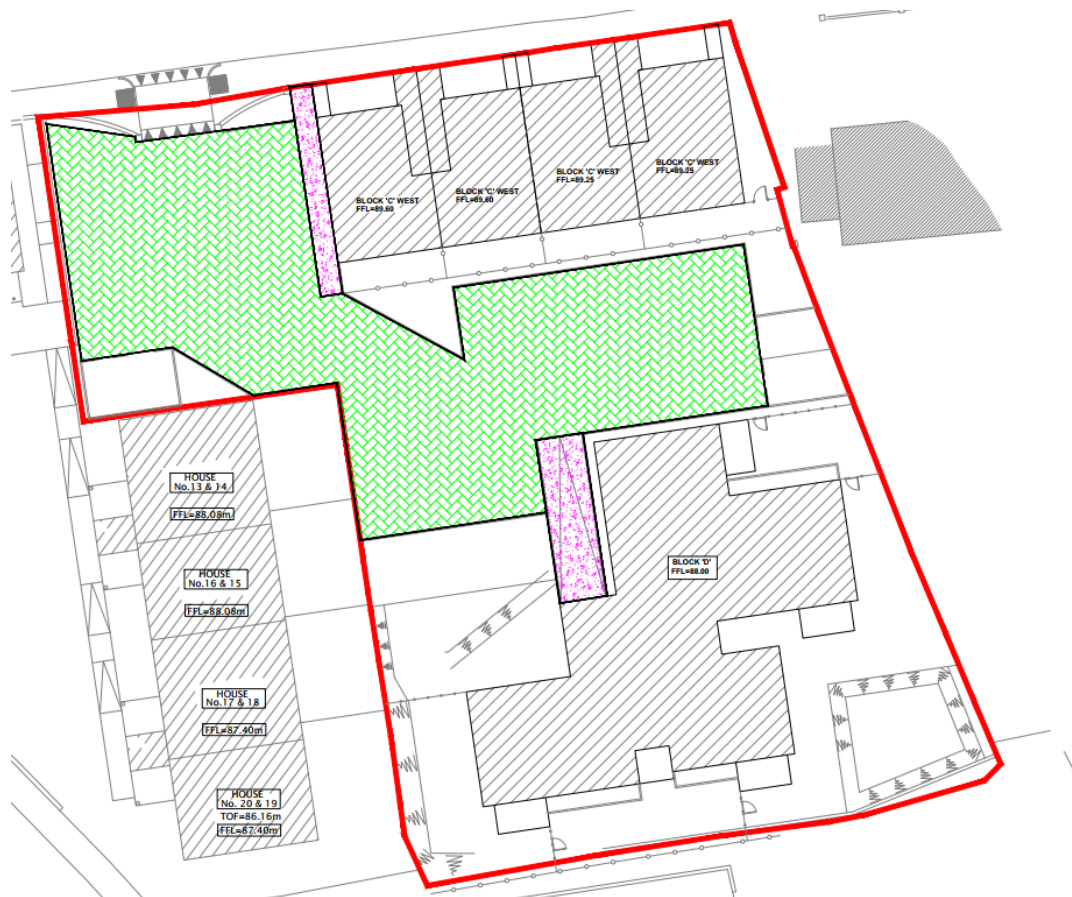 BLOCK 'C' WEST
FFL=89.60
BLOCK 'C' WEST
FFL=89.60
BLOCK 'C' WEST
FFL=89.25
BLOCK 'C' WEST
FFL=89.25
HOUSE
No.13 & 14
FFL=88.08m
HOUSE
No.16 & 15
FFL=88.08m
BLOCK 'D'
FFL=88.00
HOUSE
No.17 & 18
FFL=87.40m
HOUSE
No. 20 & 19
TOF=86.16m
FFL=87.40m